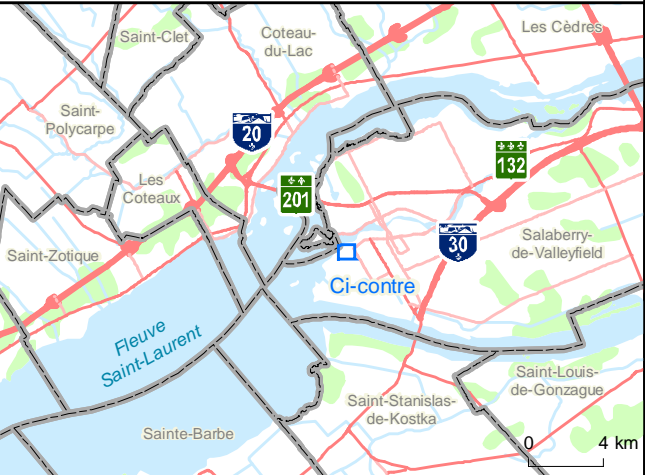 Saint-Clet
Coteau-
du-Lac
Les Cèdres
Saint-
Polycarpe
20
132
Les
Coteaux
201
30
Saint-Zotique
Salaberry-
de-Valleyfield
Ci-contre
Fleuve
Saint-Laurent
Saint-Louis-
de-Gonzague
Saint-Stanislas-
de-Kostka
Sainte-Barbe
0 4 km